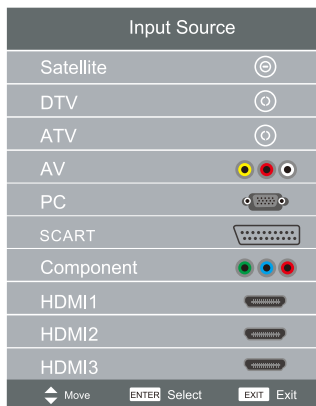 Input Source
Satellite
DTV
ATV
AV
PC
SCART
Component
HDMI1
HDMI2
HDMI3
Move ENTER Select EXIT Exit